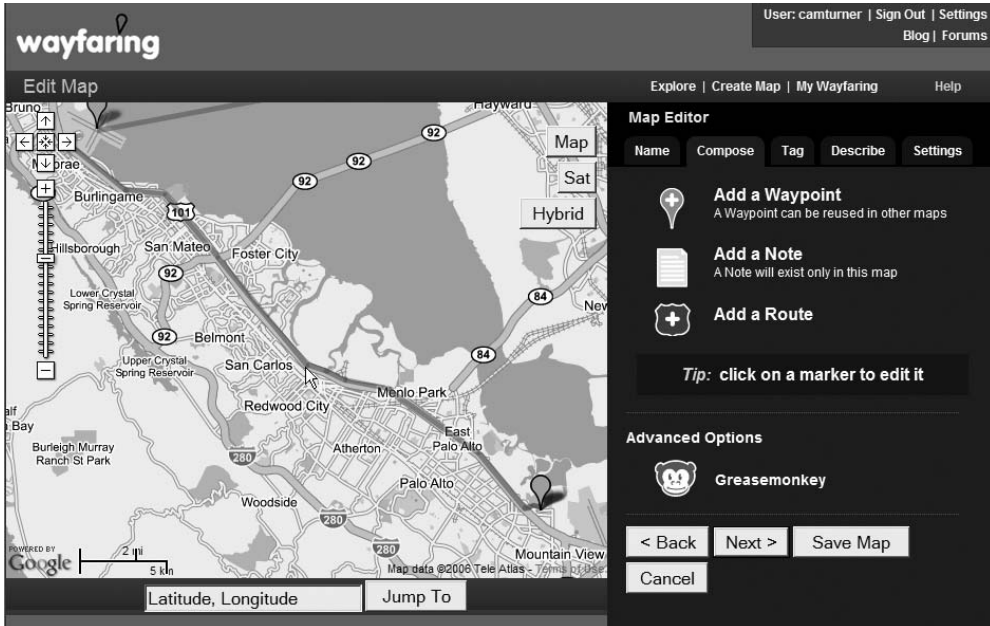 wayfaring
User: camturner | Sign Out | Settings
Blog | Forums
Edit Map
Explore | Create Map | My Wayfaring
Help
Bruno
Hayward
92
92
92
Map
Sat
Hybrid
Burlingame
101
Hillsborough
San Mateo
Foster City
92
Lower Crystal
Spring Reservoir
84
92
Belmont
Upper Crystal
Spring Reservoir
San Carlos
84
Menlo Park
Redwood City
East
Palo Alto
alf
Bay
Burleigh Murray
Ranch St Park
280
Atherton
Palo Alto
Woodside
280
280
Mountain View
POWERED BY
Google
2 mi
5 km
Map data ©2006 Tele Atlas - Terms of Use
Latitude, Longitude
Jump To
Map Editor
Name
Compose
Tag
Describe
Settings
Add a Waypoint
A Waypoint can be reused in other maps
Add a Note
A Note will exist only in this map
Add a Route
Tip: click on a marker to edit it
Advanced Options
Greasemonkey
< Back
Next >
Save Map
Cancel